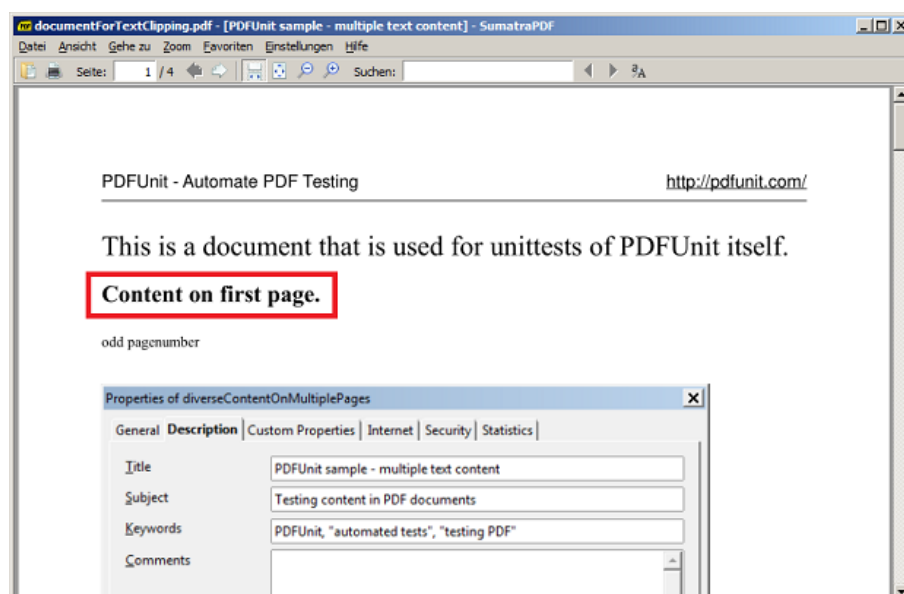 documentForTextClipping.pdf - [PDFUnit sample - multiple text content] - SumatraPDF
Datei Ansicht Gehe zu Zoom Favoriten Einstellungen Hilfe
Seite: 1 / 4 Suchen:
PDFUnit - Automate PDF Testing http://pdfunit.com/
This is a document that is used for unittests of PDFUnit itself.
Content on first page.
odd pagenumber
Properties of diverseContentOnMultiplePages
General Description Custom Properties Internet Security Statistics
Title PDFUnit sample - multiple text content
Subject Testing content in PDF documents
Keywords PDFUnit, "automated tests", "testing PDF"
Comments